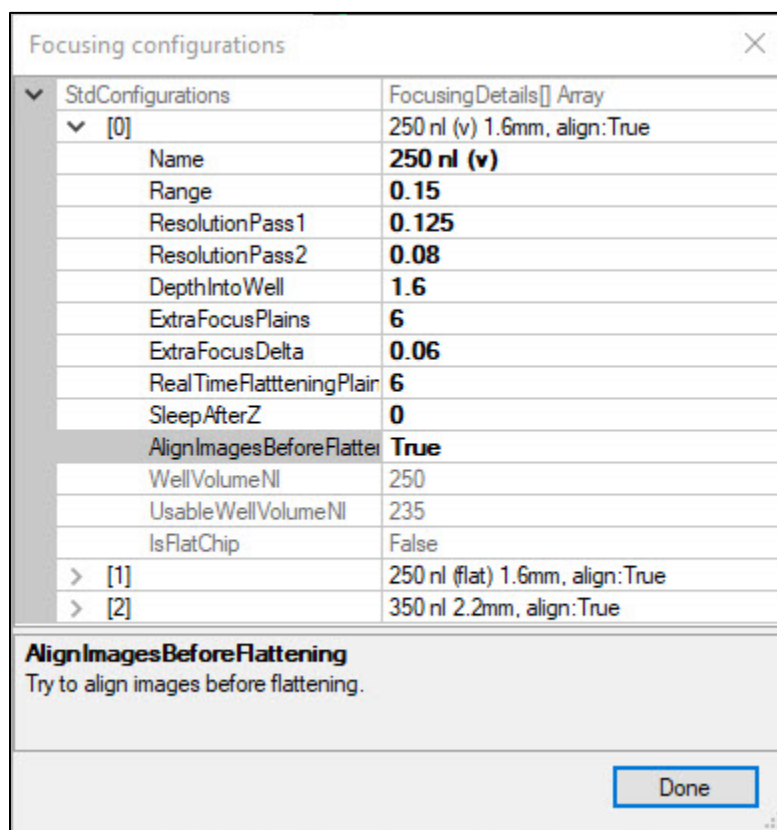 Focusing configurations
StdConfigurations FocusingDetails[] Array
[0] 250 nl (v) 1.6mm, align:True
Name 250 nl (v)
Range 0.15
ResolutionPass1 0.125
ResolutionPass2 0.08
DepthIntoWell 1.6
ExtraFocusPlains 6
ExtraFocusDelta 0.06
RealTimeFlattteningPlain 6
SleepAfterZ 0
AlignImagesBeforeFlatter True
WellVolumeNl 250
UsableWellVolumeNl 235
IsFlatChip False
[1] 250 nl (flat) 1.6mm, align:True
[2] 350 nl 2.2mm, align:True
AlignImagesBeforeFlattening
Try to align images before flattening.
Done